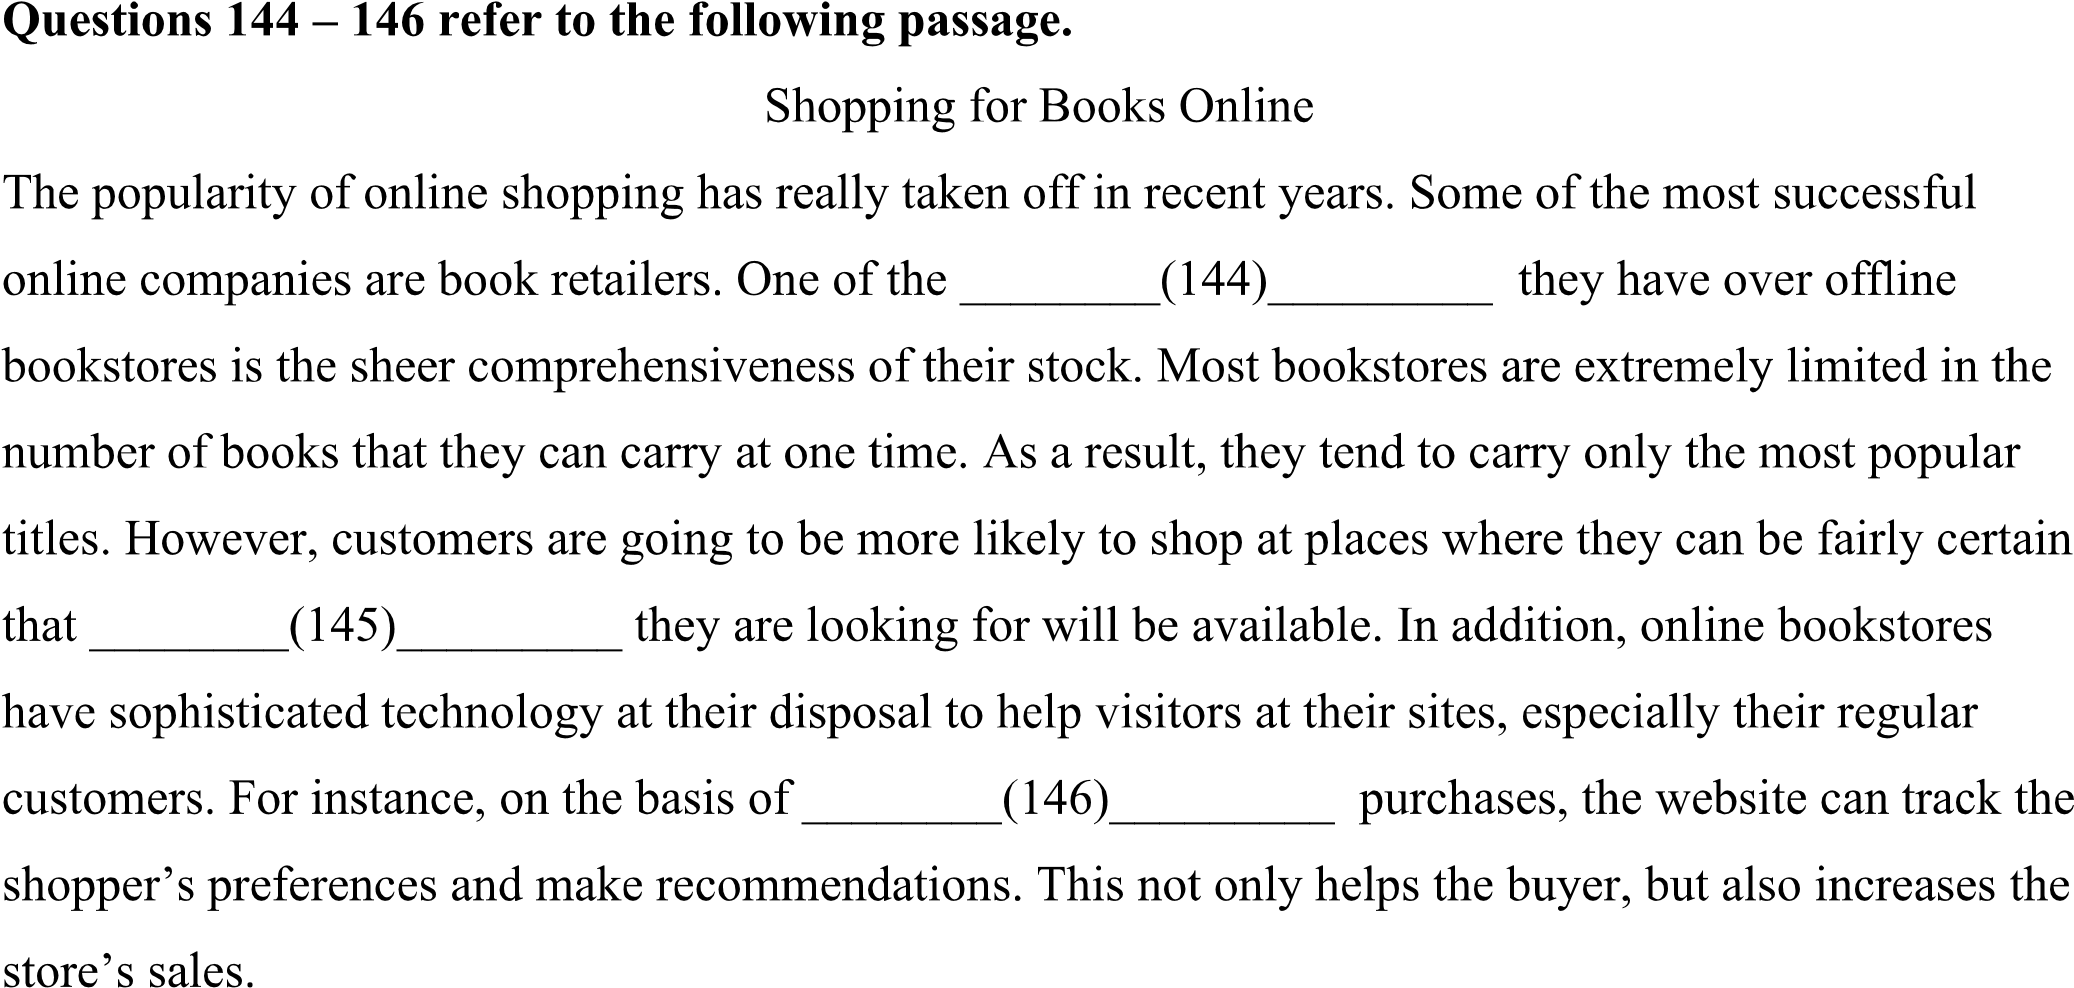 Questions 144 – 146 refer to the following passage.
Shopping for Books Online
The popularity of online shopping has really taken off in recent years. Some of the most successful
online companies are book retailers. One of the ________(144)_________ they have over offline
bookstores is the sheer comprehensiveness of their stock. Most bookstores are extremely limited in the
number of books that they can carry at one time. As a result, they tend to carry only the most popular
titles. However, customers are going to be more likely to shop at places where they can be fairly certain
that ________(145)_________ they are looking for will be available. In addition, online bookstores
have sophisticated technology at their disposal to help visitors at their sites, especially their regular
customers. For instance, on the basis of ________(146)_________ purchases, the website can track the
shopper’s preferences and make recommendations. This not only helps the buyer, but also increases the
store’s sales.